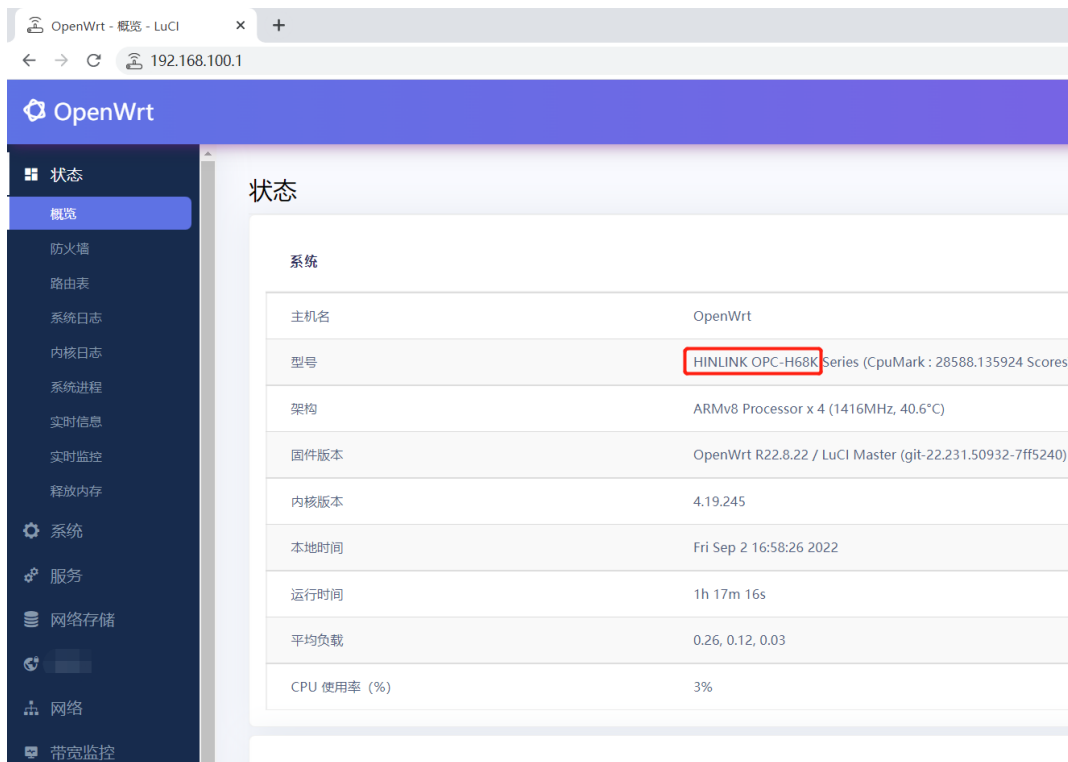 OpenWrt - 概览 - LuCI
192.168.100.1
OpenWrt
状态
概览
防火墙
路由表
系统日志
内核日志
系统进程
实时信息
实时监控
释放内存
系统
服务
网络存储
网络
带宽监控
状态
系统
主机名 OpenWrt
型号 HINLINK OPC-H68K Series (CpuMark : 28588.135924 Scores
架构 ARMv8 Processor x 4 (1416MHz, 40.6°C)
固件版本 OpenWrt R22.8.22 / LuCI Master (git-22.231.50932-7ff5240)
内核版本 4.19.245
本地时间 Fri Sep 2 16:58:26 2022
运行时间 1h 17m 16s
平均负载 0.26, 0.12, 0.03
CPU 使用率（%） 3%